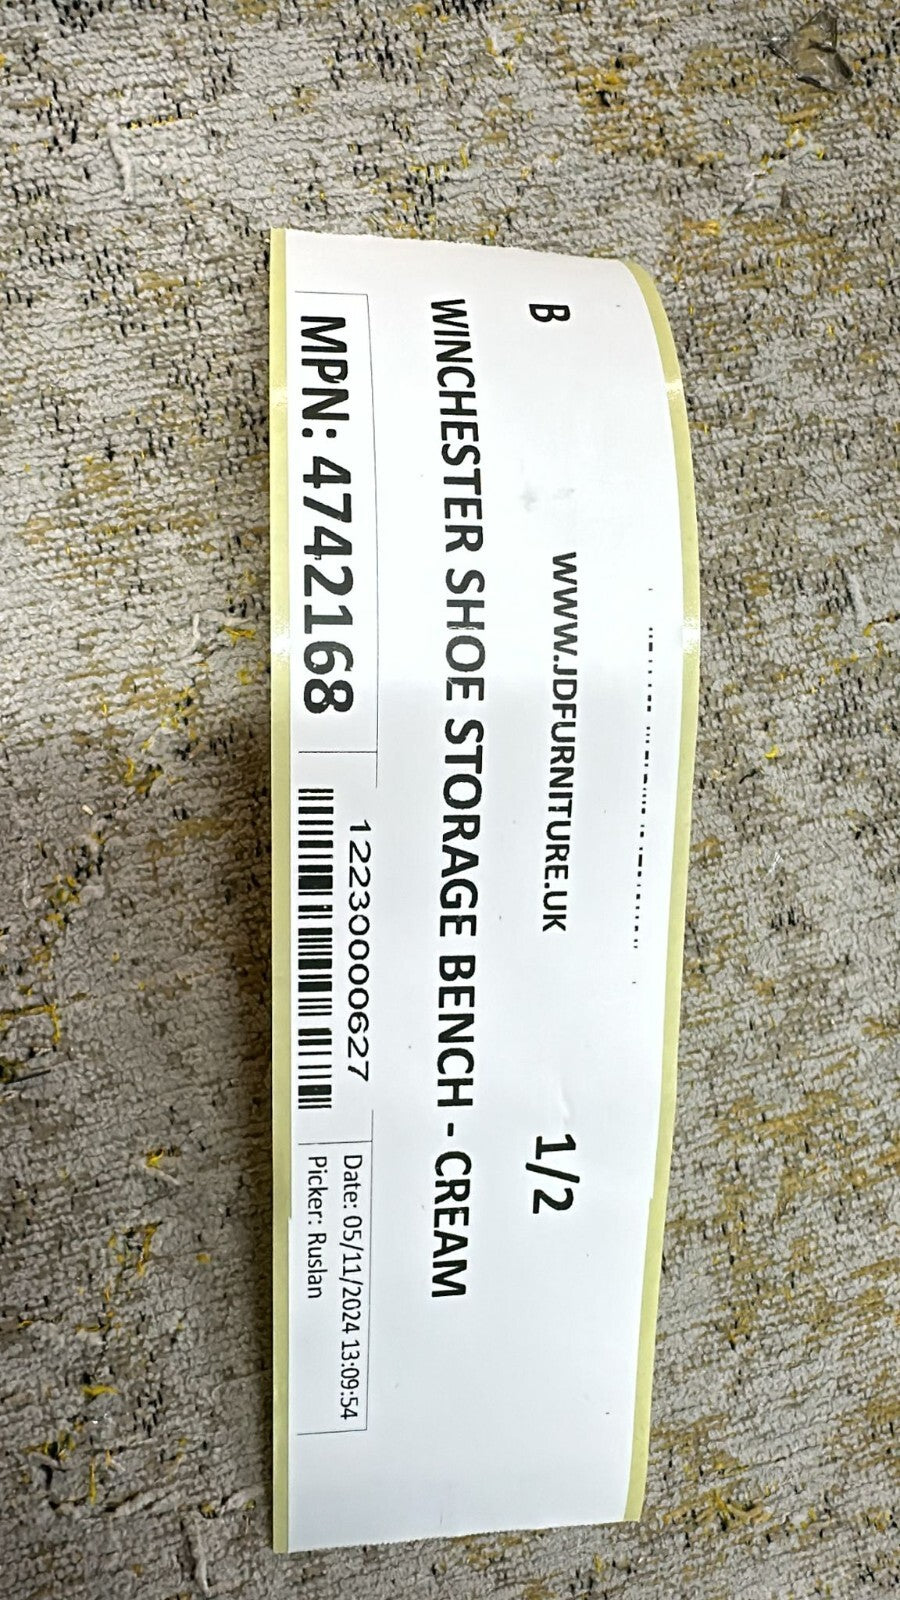 B
WWW.JDFURNITURE.UK
1/2
WINCHESTER SHOE STORAGE BENCH - CREAM
MPN: 4742168
1223000627
Date: 05/11/2024 13:09:54
Picker: Ruslan